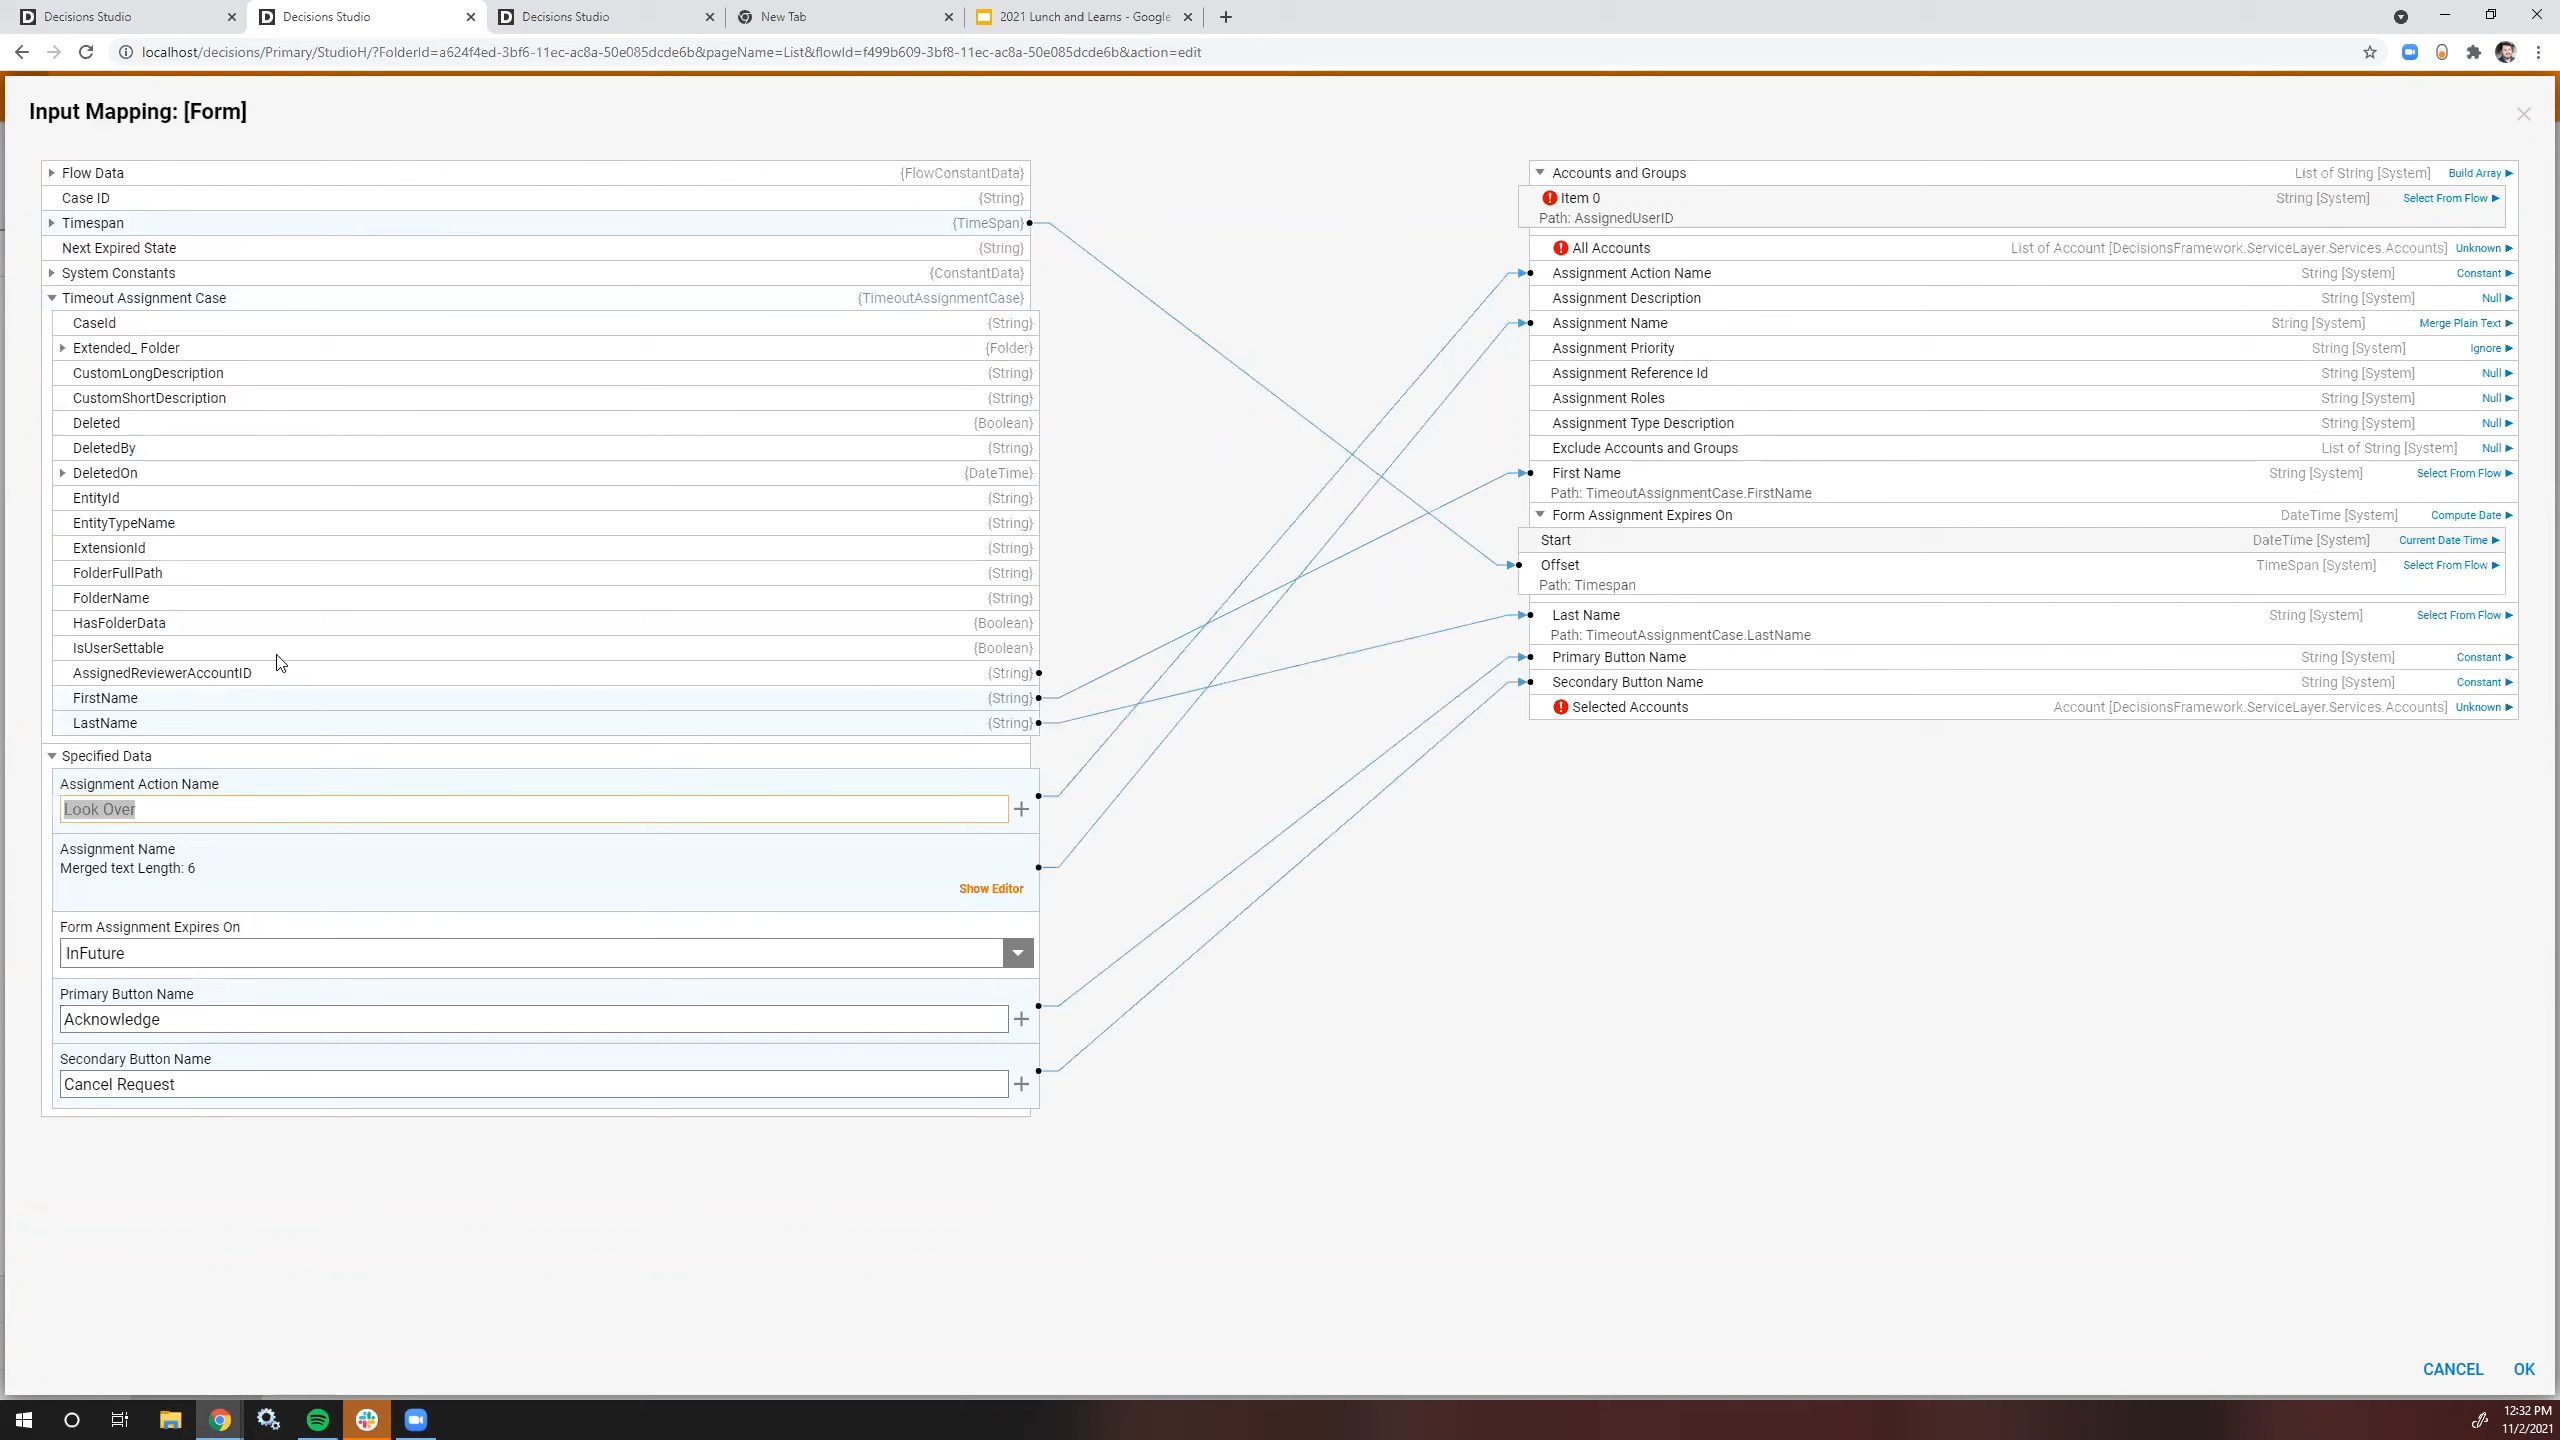 Decisions Studio
Decisions Studio
Decisions Studio
New Tab
2021 Lunch and Learns - Google
localhost/decisions/Primary/StudioH/?FolderId=a624f4ed-3bf6-11ec-ac8a-50e085dcde6b&pageName=List&flowId=f499b609-3bf8-11ec-ac8a-50e085dcde6b&action=edit
Input Mapping: [Form]
Flow Data {FlowConstantData}
Case ID {String}
Timespan {TimeSpan}
Next Expired State {String}
System Constants {ConstantData}
Timeout Assignment Case {TimeoutAssignmentCase}
CaseId {String}
Extended_ Folder {Folder}
CustomLongDescription {String}
CustomShortDescription {String}
Deleted {Boolean}
DeletedBy {String}
DeletedOn {DateTime}
EntityId {String}
EntityTypeName {String}
ExtensionId {String}
FolderFullPath {String}
FolderName {String}
HasFolderData {Boolean}
IsUserSettable {Boolean}
AssignedReviewerAccountID {String}
FirstName {String}
LastName {String}
Specified Data
Assignment Action Name
Look Over
Assignment Name
Merged text Length: 6
Show Editor
Form Assignment Expires On
InFuture
Primary Button Name
Acknowledge
Secondary Button Name
Cancel Request
Accounts and Groups List of String [System] Build Array
Item 0 String [System] Select From Flow
Path: AssignedUserID
All Accounts List of Account [DecisionsFramework.ServiceLayer.Services.Accounts] Unknown
Assignment Action Name String [System] Constant
Assignment Description String [System] Null
Assignment Name String [System] Merge Plain Text
Assignment Priority String [System] Ignore
Assignment Reference Id String [System] Null
Assignment Roles String [System] Null
Assignment Type Description String [System] Null
Exclude Accounts and Groups List of String [System] Null
First Name String [System] Select From Flow
Path: TimeoutAssignmentCase.FirstName
Form Assignment Expires On DateTime [System] Compute Date
Start DateTime [System] Current Date Time
Offset TimeSpan [System] Select From Flow
Path: Timespan
Last Name String [System] Select From Flow
Path: TimeoutAssignmentCase.LastName
Primary Button Name String [System] Constant
Secondary Button Name String [System] Constant
Selected Accounts Account [DecisionsFramework.ServiceLayer.Services.Accounts] Unknown
CANCEL OK
12:32 PM
11/2/2021